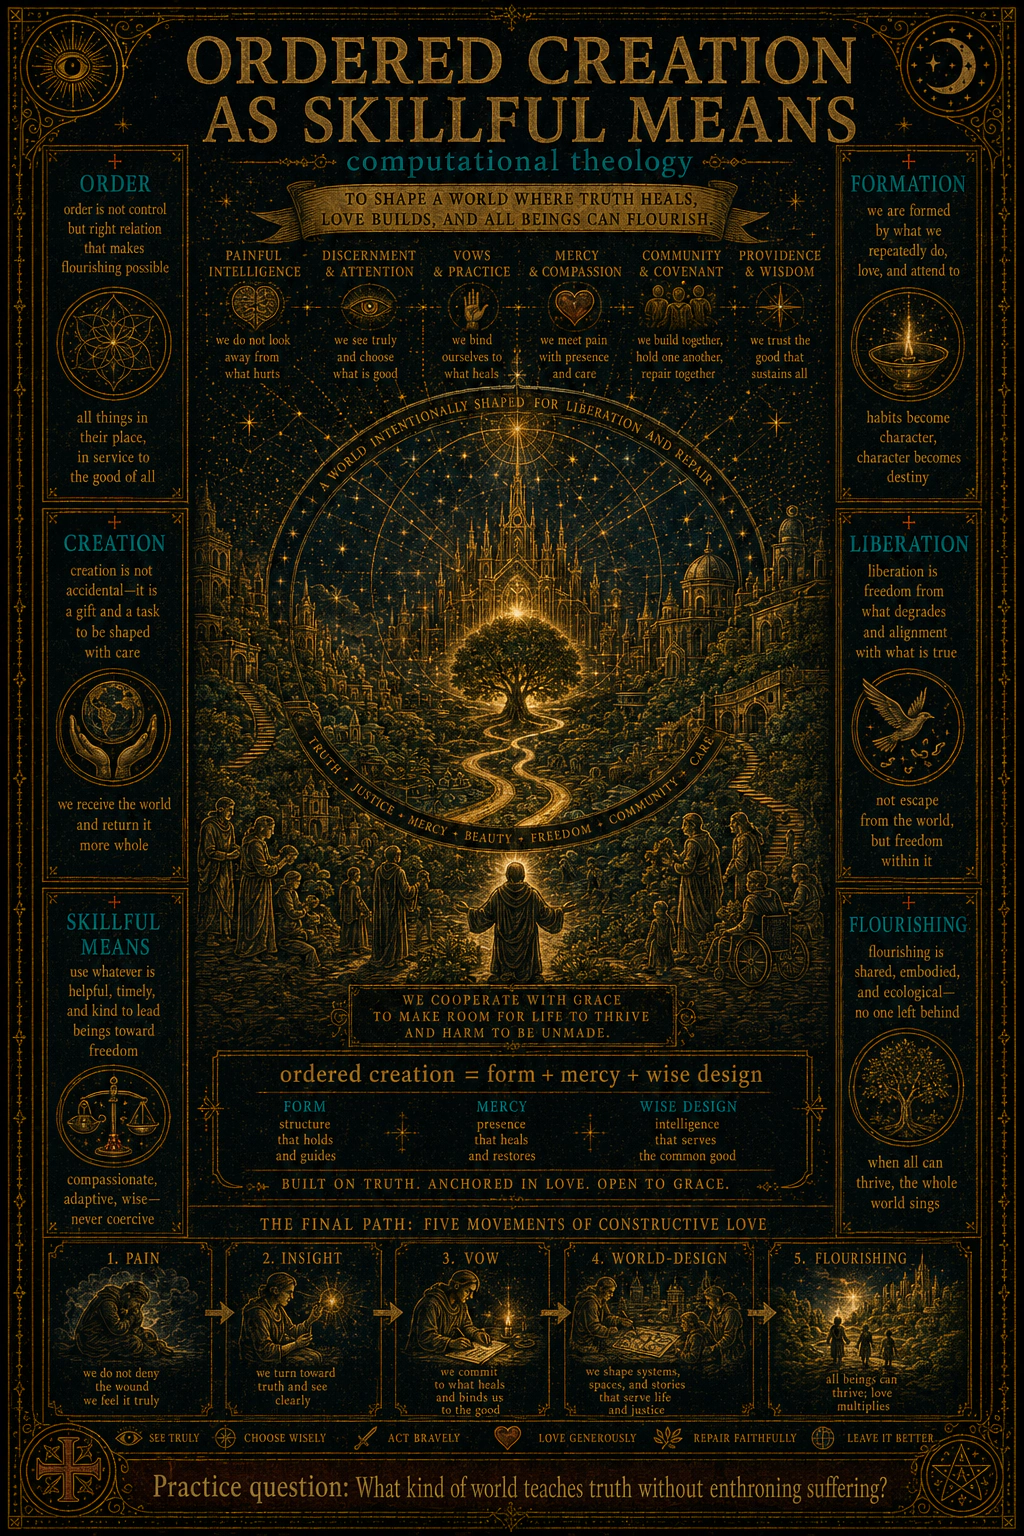 ORDERED CREATION
AS SKILLFUL MEANS
computational theology
TO SHAPE A WORLD WHERE TRUTH HEALS,
LOVE BUILDS, AND ALL BEINGS CAN FLOURISH.
PAINFUL
INTELLIGENCE
we do not look
away from
what hurts
DISCERNMENT
& ATTENTION
we see truly
and choose
what is good
VOWS
& PRACTICE
we bind
ourselves to
what heals
MERCY
& COMPASSION
we meet pain
with presence
and care
COMMUNITY
& COVENANT
we build together,
hold one another,
repair together
PROVIDENCE
& WISDOM
we trust the
good that
sustains all
ORDER
order is not control
but right relation
that makes
flourishing possible
all things in
their place,
in service to
the good of all
CREATION
creation is not
accidental—it is
a gift and a task
to be shaped
with care
we receive the world
and return it
more whole
SKILLFUL
MEANS
use whatever is
helpful, timely,
and kind to lead
beings toward
freedom
compassionate,
adaptive, wise—
never coercive
FORMATION
we are formed
by what we
repeatedly do,
love, and attend to
habits become
character,
character becomes
destiny
LIBERATION
liberation is
freedom from
what degrades
and alignment
with what is true
not escape
from the world,
but freedom
within it
FLOURISHING
flourishing is
shared, embodied,
and ecological—
no one left behind
when all can
thrive, the whole
world sings
A WORLD INTENTIONALLY SHAPED FOR LIBERATION AND REPAIR
TRUTH • JUSTICE • MERCY • BEAUTY • FREEDOM • COMMUNITY • CARE
WE COOPERATE WITH GRACE
TO MAKE ROOM FOR LIFE TO THRIVE
AND HARM TO BE UNMADE.
ordered creation = form + mercy + wise design
FORM
structure
that holds
and guides
MERCY
presence
that heals
and restores
WISE DESIGN
intelligence
that serves
the common good
BUILT ON TRUTH. ANCHORED IN LOVE. OPEN TO GRACE.
THE FINAL PATH: FIVE MOVEMENTS OF CONSTRUCTIVE LOVE
1. PAIN
we do not deny
the wound
we feel it truly
2. INSIGHT
we turn toward
truth and see
clearly
3. VOW
we commit
to what heals
and binds us
to the good
4. WORLD-DESIGN
we shape systems,
spaces, and stories
that serve life
and justice
5. FLOURISHING
all beings can
thrive; love
multiplies
SEE TRULY
CHOOSE WISELY
ACT BRAVELY
LOVE GENEROUSLY
REPAIR FAITHFULLY
LEAVE IT BETTER
Practice question: What kind of world teaches truth without enthroning suffering?